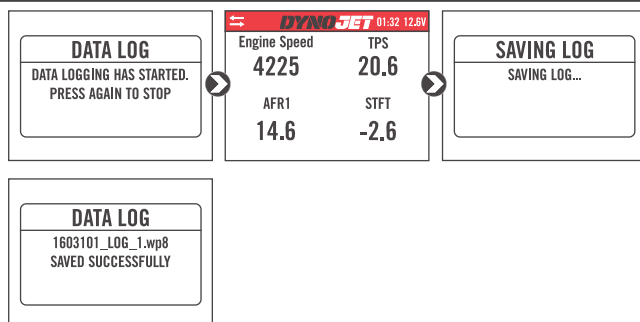 DATA LOG
DATA LOGGING HAS STARTED.
PRESS AGAIN TO STOP
DYNOJET 01:32 12.6V
Engine Speed TPS
4225 20.6
AFR1 STFT
14.6 -2.6
SAVING LOG
SAVING LOG...
DATA LOG
1603101_LOG_1.wp8
SAVED SUCCESSFULLY